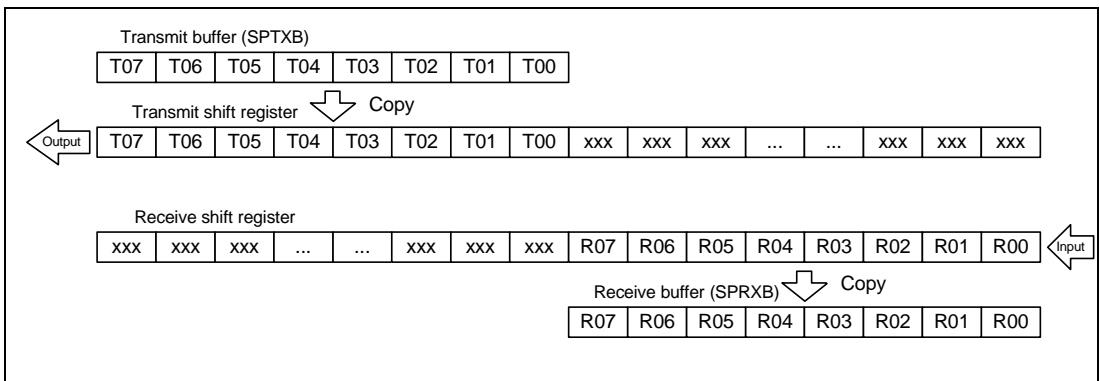 Transmit buffer (SPTXB)
T07 T06 T05 T04 T03 T02 T01 T00
Transmit shift register Copy
Output T07 T06 T05 T04 T03 T02 T01 T00 xxx xxx xxx ... ... xxx xxx xxx
Receive shift register
xxx xxx xxx ... ... xxx xxx xxx R07 R06 R05 R04 R03 R02 R01 R00 Input
Receive buffer (SPRXB) Copy
R07 R06 R05 R04 R03 R02 R01 R00